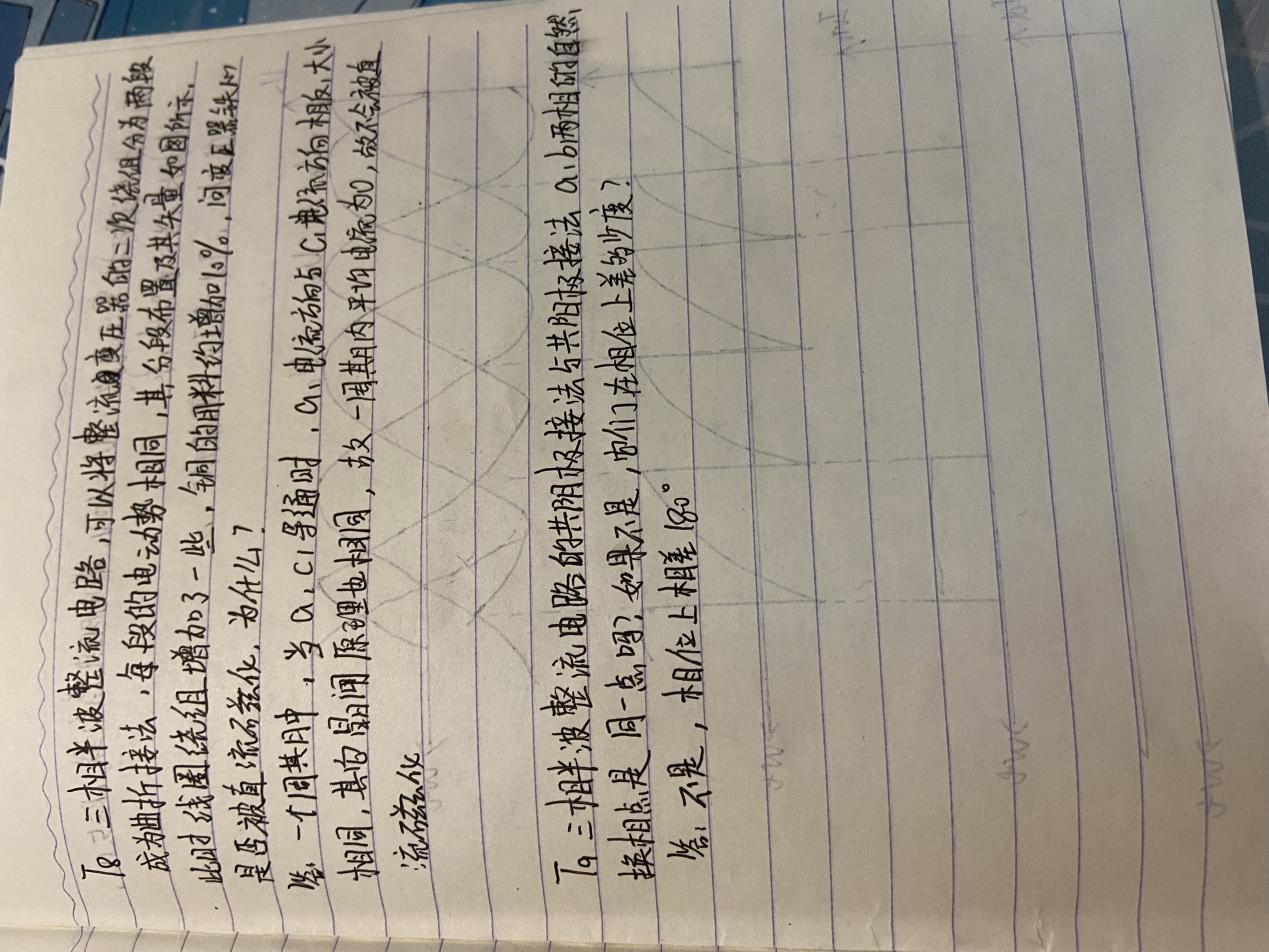 T8 三相半波整流电路,可以将整流变压器的二次绕组分为两段
成为曲折接法,每段的电动势相同,其分段布置及其矢量如图所示,
此时线圈绕组增加了一些,铜的用料约增加10%,问变压器铁心
是否被直流磁化,为什么?
答:一个周期中,当a1c1导通时,a1电流方向与c1电流方向相反,大小
相同,其它时间原理也相同,故一周期内平均电流为0,故不会被直
流磁化
T9 三相半波整流电路的共阴极接法与共阳极接法 a,b两相的自然
换相点是同一点吗?如果不是,它们在相位上差多少度?
答:不是,相位上相差180°